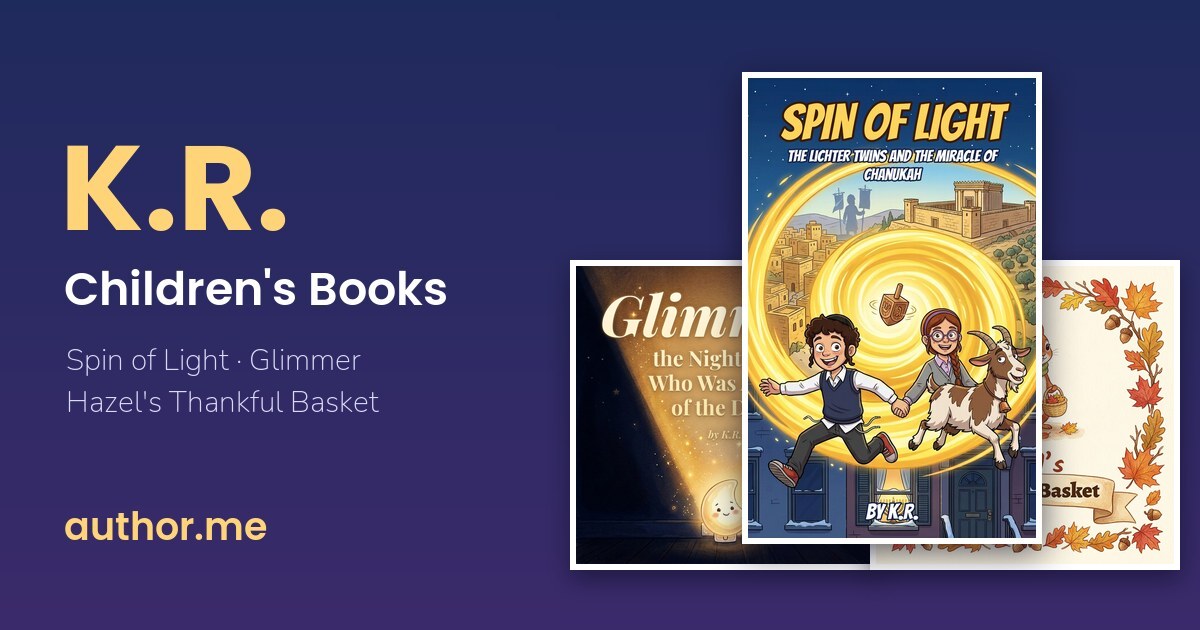 K.R.
Children's Books
Spin of Light · Glimmer
Hazel's Thankful Basket
author.me
SPIN OF LIGHT
THE LICHTER TWINS AND THE MIRACLE OF
CHANUKAH
BY K.R.
the Night
Who Was
of the
by K.R.
Basket